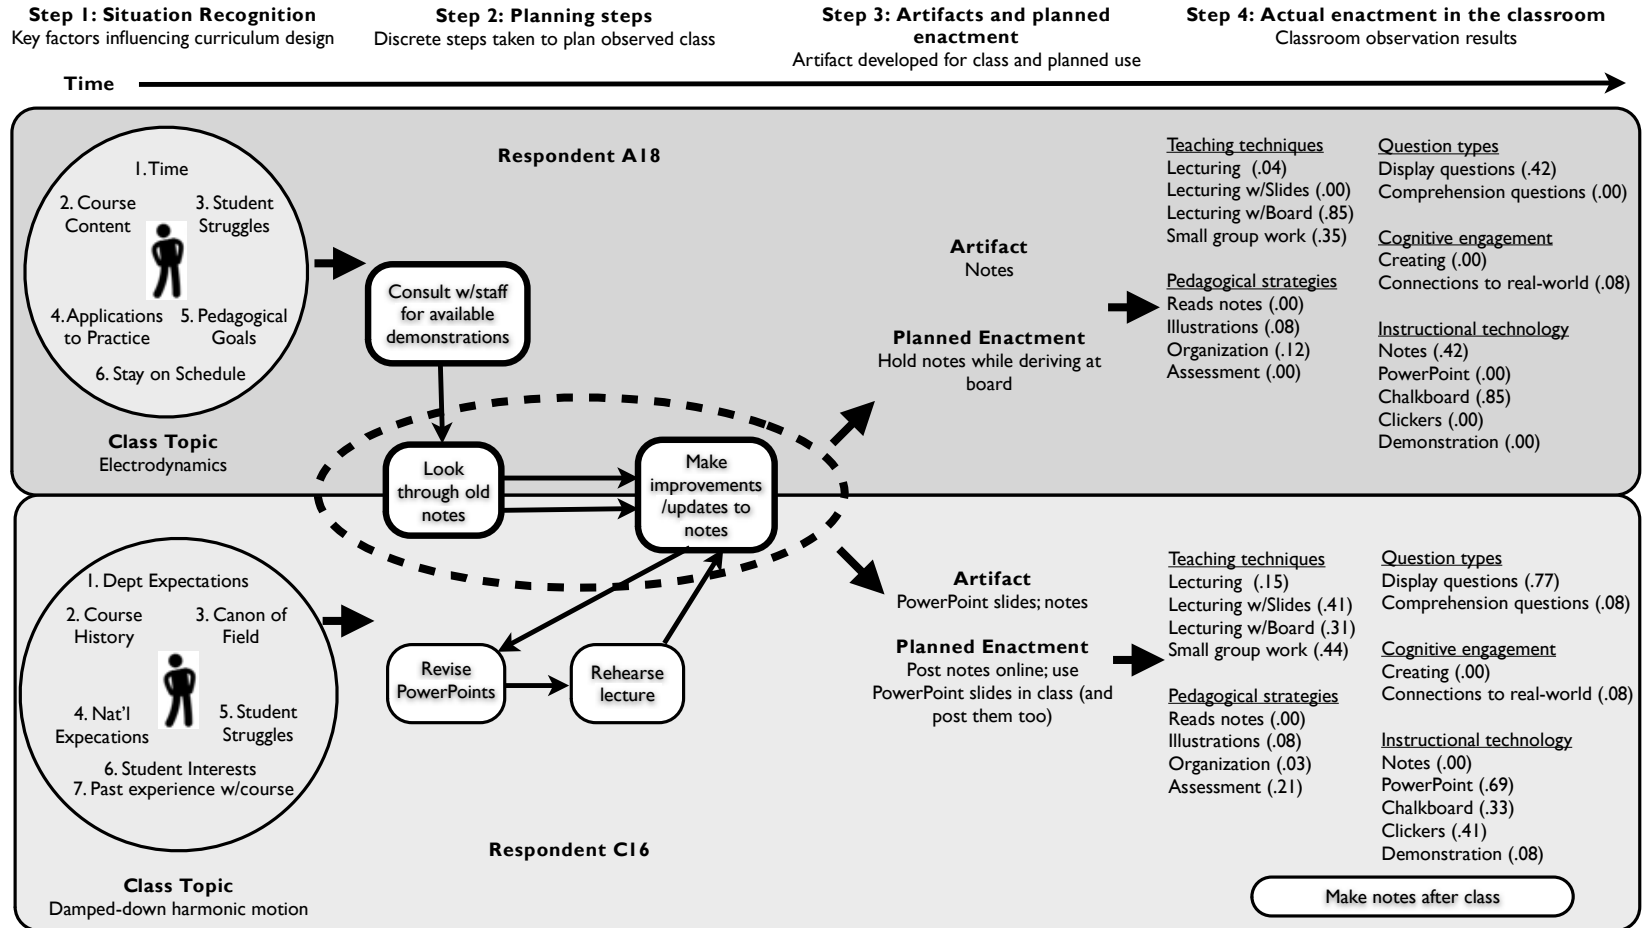 Step 1: Situation Recognition
Key factors influencing curriculum design
Step 2: Planning steps
Discrete steps taken to plan observed class
Step 3: Artifacts and planned
enactment
Artifact developed for class and planned use
Step 4: Actual enactment in the classroom
Classroom observation results
Time
Respondent A18
1. Time
2. Course
Content
3. Student
Struggles
4. Applications
to Practice
5. Pedagogical
Goals
6. Stay on Schedule
Class Topic
Electrodynamics
Consult w/staff
for available
demonstrations
Look
through old
notes
Make
improvements
/updates to
notes
Artifact
Notes
Planned Enactment
Hold notes while deriving at
board
Teaching techniques
Lecturing (.04)
Lecturing w/Slides (.00)
Lecturing w/Board (.85)
Small group work (.35)
Pedagogical strategies
Reads notes (.00)
Illustrations (.08)
Organization (.12)
Assessment (.00)
Question types
Display questions (.42)
Comprehension questions (.00)
Cognitive engagement
Creating (.00)
Connections to real-world (.08)
Instructional technology
Notes (.42)
PowerPoint (.00)
Chalkboard (.85)
Clickers (.00)
Demonstration (.00)
1. Dept Expectations
2. Course
History
3. Canon of
Field
4. Nat'l
Expecations
5. Student
Struggles
6. Student Interests
7. Past experience w/course
Class Topic
Damped-down harmonic motion
Revise
PowerPoints
Rehearse
lecture
Respondent C16
Artifact
PowerPoint slides; notes
Planned Enactment
Post notes online; use
PowerPoint slides in class (and
post them too)
Teaching techniques
Lecturing (.15)
Lecturing w/Slides (.41)
Lecturing w/Board (.31)
Small group work (.44)
Pedagogical strategies
Reads notes (.00)
Illustrations (.08)
Organization (.03)
Assessment (.21)
Question types
Display questions (.77)
Comprehension questions (.08)
Cognitive engagement
Creating (.00)
Connections to real-world (.08)
Instructional technology
Notes (.00)
PowerPoint (.69)
Chalkboard (.33)
Clickers (.41)
Demonstration (.08)
Make notes after class